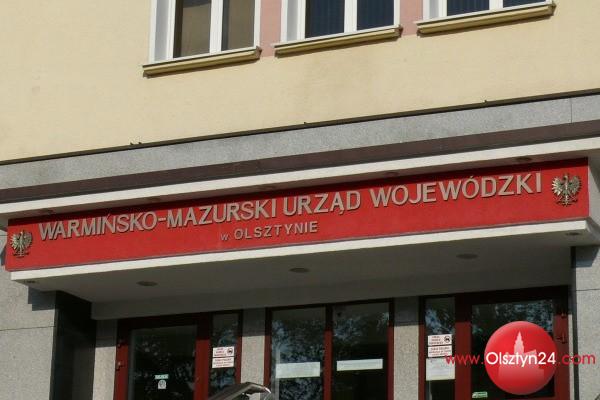 WARMIŃSKO-MAZURSKI URZĄD WOJEWÓDZKI
W OLSZTYNIE
www.Olsztyn24.com